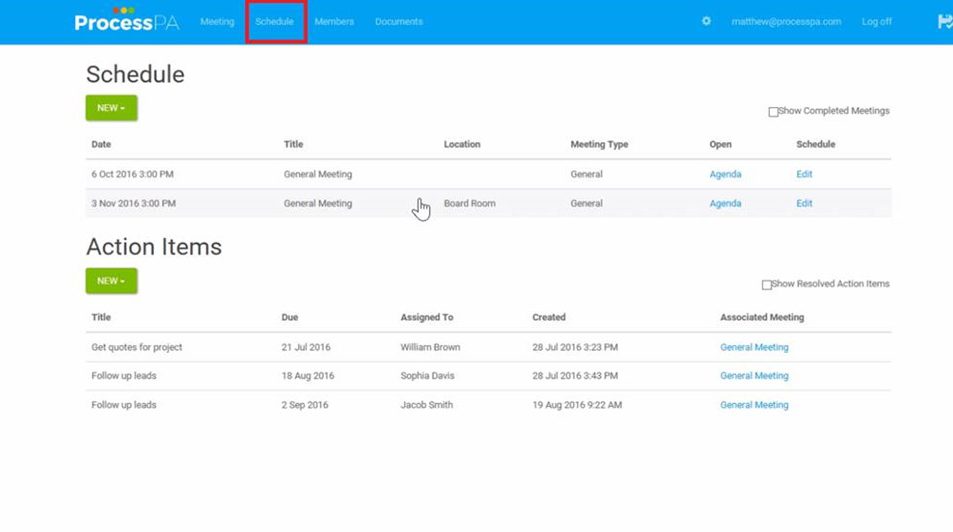 ProcessPA Meeting Schedule Members Documents matthew@processpa.com Log off
Schedule
NEW
Show Completed Meetings
Date Title Location Meeting Type Open Schedule
6 Oct 2016 3:00 PM General Meeting General Agenda Edit
3 Nov 2016 3:00 PM General Meeting Board Room General Agenda Edit
Action Items
NEW
Show Resolved Action Items
Title Due Assigned To Created Associated Meeting
Get quotes for project 21 Jul 2016 William Brown 28 Jul 2016 3:23 PM General Meeting
Follow up leads 18 Aug 2016 Sophia Davis 28 Jul 2016 3:43 PM General Meeting
Follow up leads 2 Sep 2016 Jacob Smith 19 Aug 2016 9:22 AM General Meeting